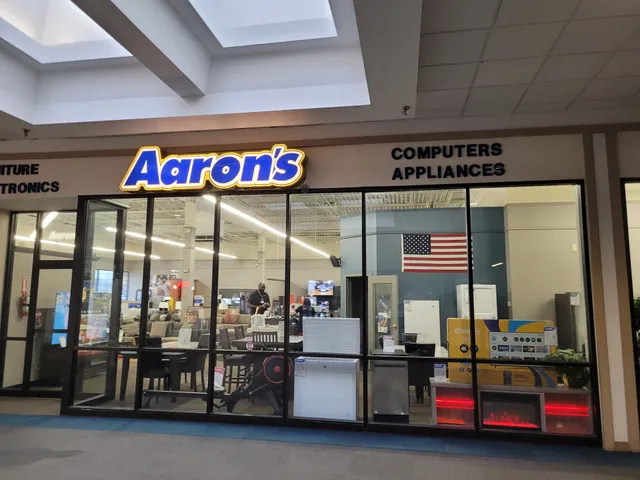 ITURE
TRONICS
Aaron's
COMPUTERS
APPLIANCES